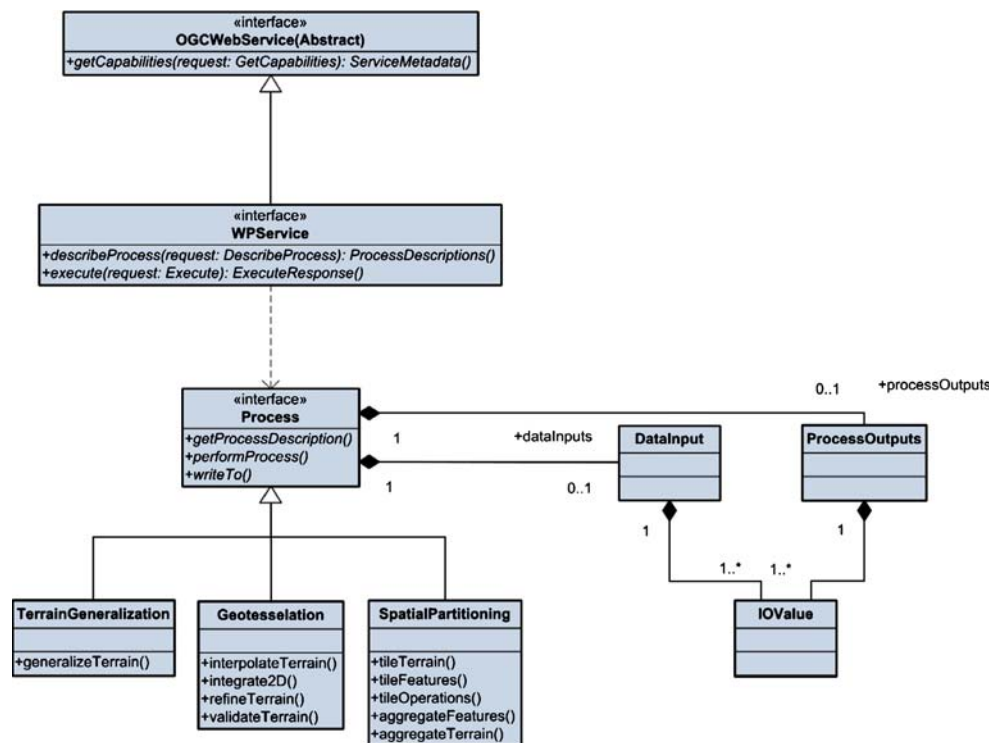 «interface»
OGCWebService(Abstract)
+getCapabilities(request: GetCapabilities): ServiceMetadata()
«interface»
WPService
+describeProcess(request: DescribeProcess): ProcessDescriptions()
+execute(request: Execute): ExecuteResponse()
«interface»
Process
+getProcessDescription()
+performProcess()
+writeTo()
1
0..1
+processOutputs
1
+dataInputs
0..1
DataInput
ProcessOutputs
1
1
1..*
1..*
TerrainGeneralization
+generalizeTerrain()
Geotesselation
+interpolateTerrain()
+integrate2D()
+refineTerrain()
+validateTerrain()
SpatialPartitioning
+tileTerrain()
+tileFeatures()
+tileOperations()
+aggregateFeatures()
+aggregateTerrain()
IOValue